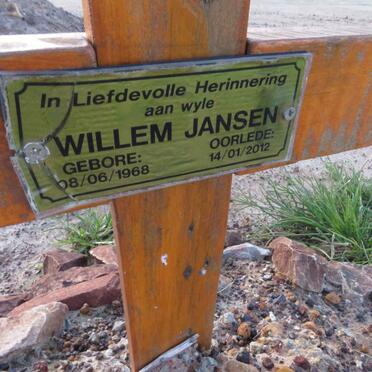 In Liefdevolle Herinnering
aan wyle
WILLEM JANSEN
GEBORE: OORLEDE:
08/06/1968 14/01/2012